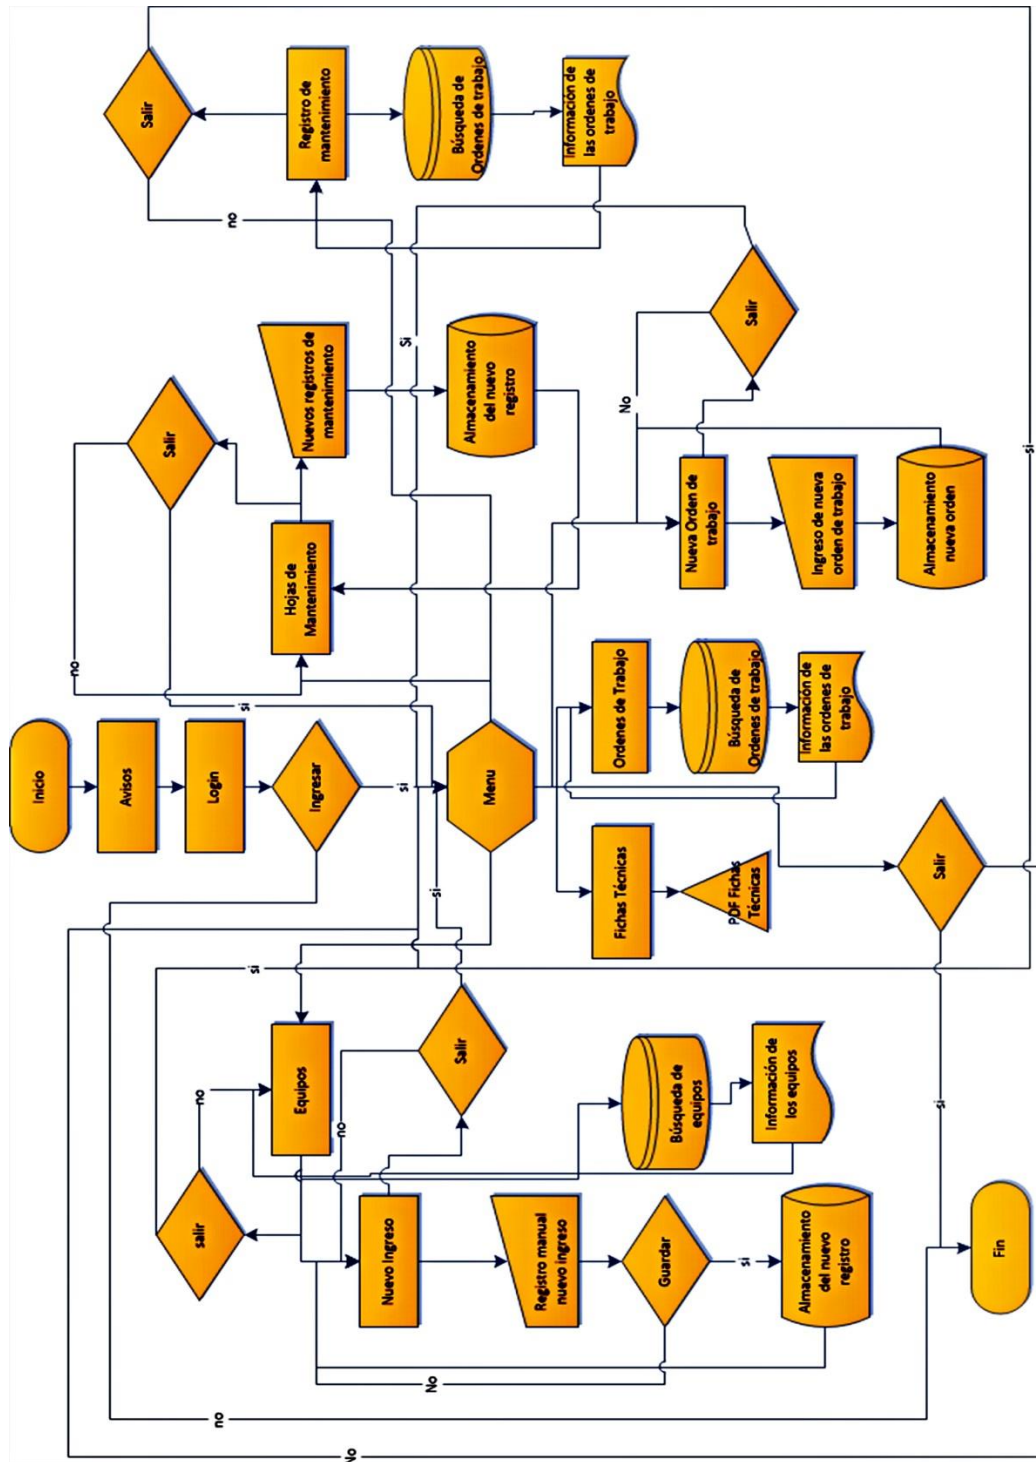 Inicio
Avisos
Login
Ingresar
no
si
Menu
Equipos
salir
no
si
Nuevo Ingreso
Salir
no
si
Registro manual
nuevo ingreso
Guardar
No
si
Almacenamiento
del nuevo
registro
Búsqueda de
equipos
Información de
los equipos
Fichas Técnicas
PDF Fichas
Técnicas
Ordenes de Trabajo
Búsqueda de
Ordenes de trabajo
Información de
las ordenes de
trabajo
Hojas de
Mantenimiento
Salir
no
si
Nuevos registros de
mantenimiento
Almacenamiento
del nuevo
registro
Registro de
mantenimiento
Salir
no
si
Búsqueda de
Ordenes de trabajo
Información de
las ordenes de
trabajo
Nueva Orden de
trabajo
Salir
No
Si
Ingreso de nueva
orden de trabajo
Almacenamiento
nueva orden
Salir
No
si
Fin